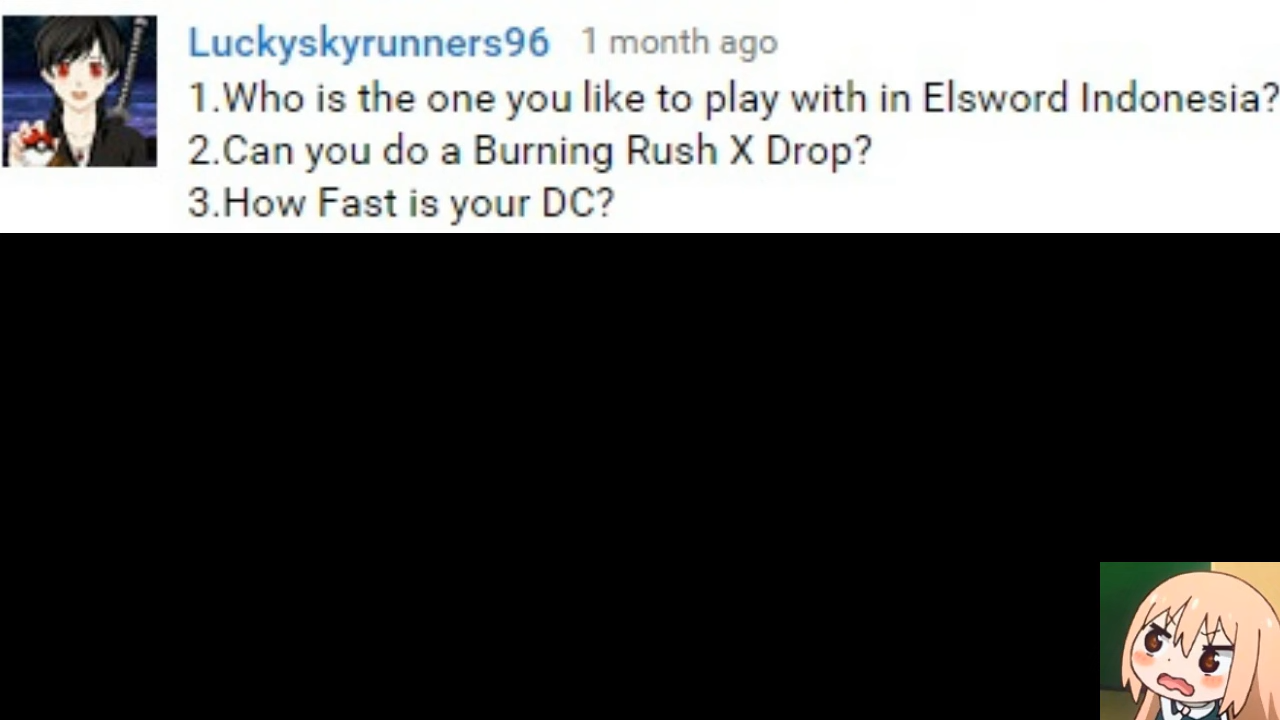 Luckyskyrunners96 1 month ago
1.Who is the one you like to play with in Elsword Indonesia?
2.Can you do a Burning Rush X Drop?
3.How Fast is your DC?